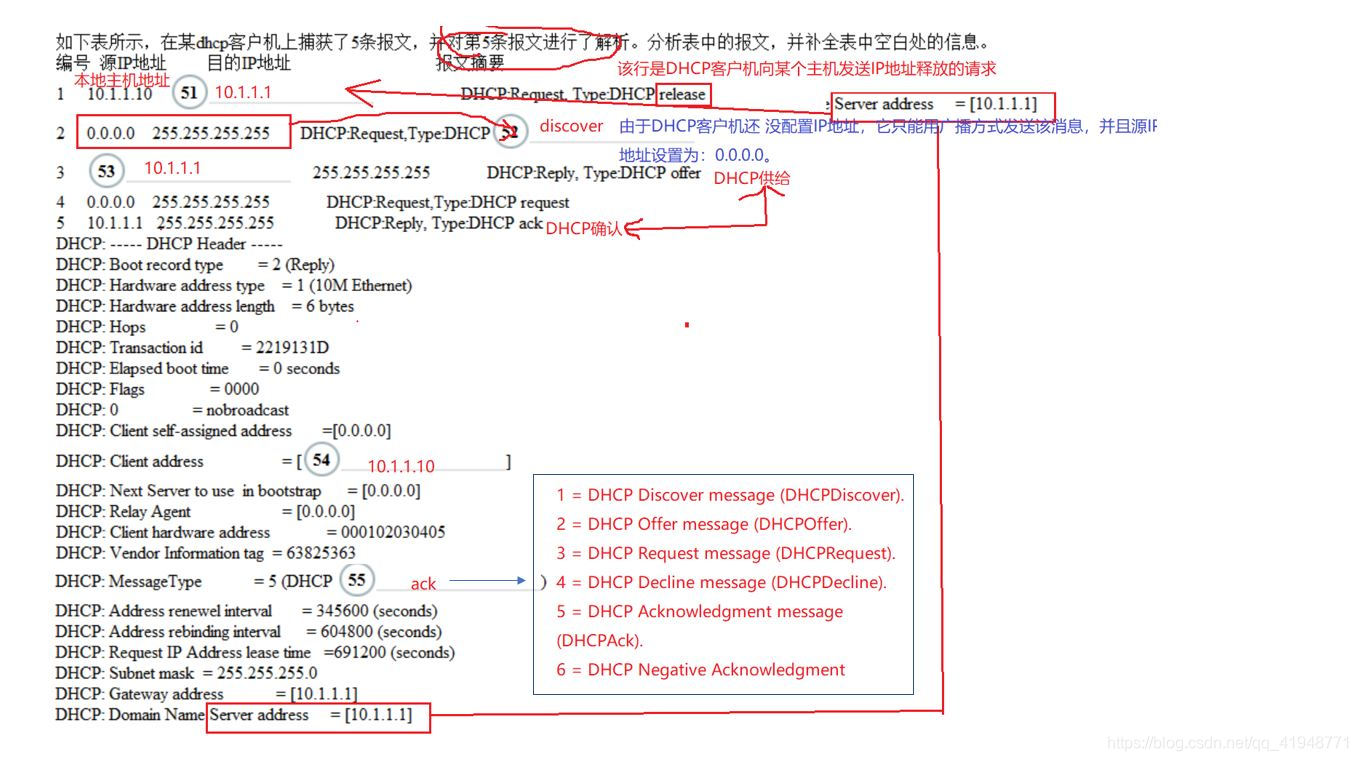 如下表所示，在某dhcp客户机上捕获了5条报文，并对第5条报文进行了解析。分析表中的报文，并补全表中空白处的信息。
编号 源IP地址 目的IP地址 报文摘要
本地主机地址
该行是DHCP客户机向某个主机发送IP地址释放的请求
1 10.1.1.10 51 10.1.1.1 DHCP:Request, Type:DHCP release
: Server address = [10.1.1.1]
2 0.0.0.0 255.255.255.255 DHCP:Request,Type:DHCP 52 discover
由于DHCP客户机还 没配置IP地址，它只能用广播方式发送该消息，并且源IP
地址设置为：0.0.0.0。
3 53 10.1.1.1 255.255.255.255 DHCP:Reply, Type:DHCP offer DHCP供给
4 0.0.0.0 255.255.255.255 DHCP:Request,Type:DHCP request
5 10.1.1.1 255.255.255.255 DHCP:Reply, Type:DHCP ack DHCP确认
DHCP: ----- DHCP Header -----
DHCP: Boot record type = 2 (Reply)
DHCP: Hardware address type = 1 (10M Ethernet)
DHCP: Hardware address length = 6 bytes
DHCP: Hops = 0
DHCP: Transaction id = 2219131D
DHCP: Elapsed boot time = 0 seconds
DHCP: Flags = 0000
DHCP: 0 = nobroadcast
DHCP: Client self-assigned address =[0.0.0.0]
DHCP: Client address = [ 54 10.1.1.10 ]
DHCP: Next Server to use in bootstrap = [0.0.0.0]
DHCP: Relay Agent = [0.0.0.0]
DHCP: Client hardware address = 000102030405
DHCP: Vendor Information tag = 63825363
DHCP: MessageType = 5 (DHCP 55 ack )
DHCP: Address renewel interval = 345600 (seconds)
DHCP: Address rebinding interval = 604800 (seconds)
DHCP: Request IP Address lease time =691200 (seconds)
DHCP: Subnet mask = 255.255.255.0
DHCP: Gateway address = [10.1.1.1]
DHCP: Domain Name Server address = [10.1.1.1]
1 = DHCP Discover message (DHCPDiscover).
2 = DHCP Offer message (DHCPOffer).
3 = DHCP Request message (DHCPRequest).
4 = DHCP Decline message (DHCPDecline).
5 = DHCP Acknowledgment message
(DHCPAck).
6 = DHCP Negative Acknowledgment
https://blog.csdn.net/qq_41948771